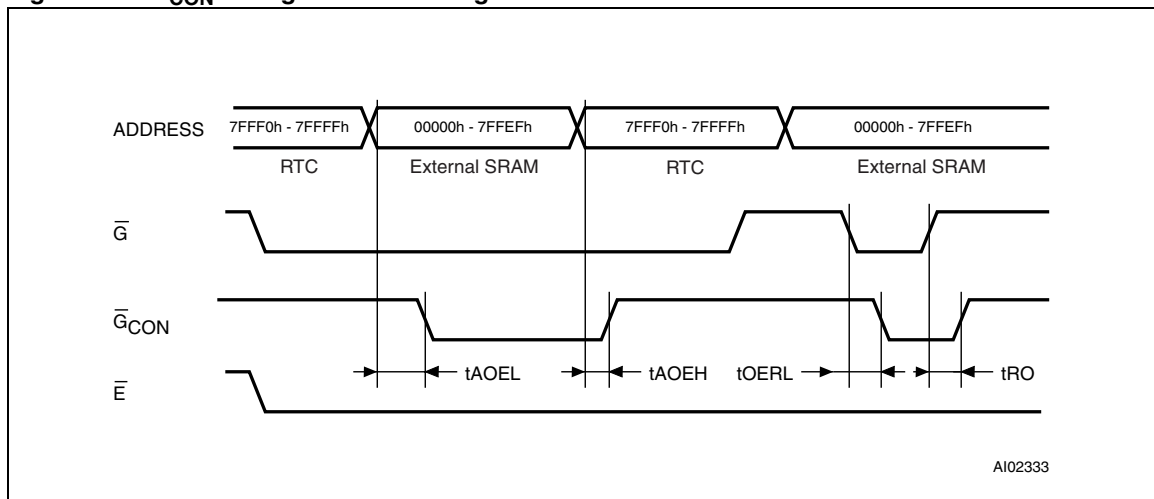 ADDRESS
7FFF0h - 7FFFFh
00000h - 7FFEFh
7FFF0h - 7FFFFh
00000h - 7FFEFh
RTC
External SRAM
RTC
External SRAM
G̅
G̅CON
tAOEL
tAOEH
tOERL
tRO
E̅
AI02333